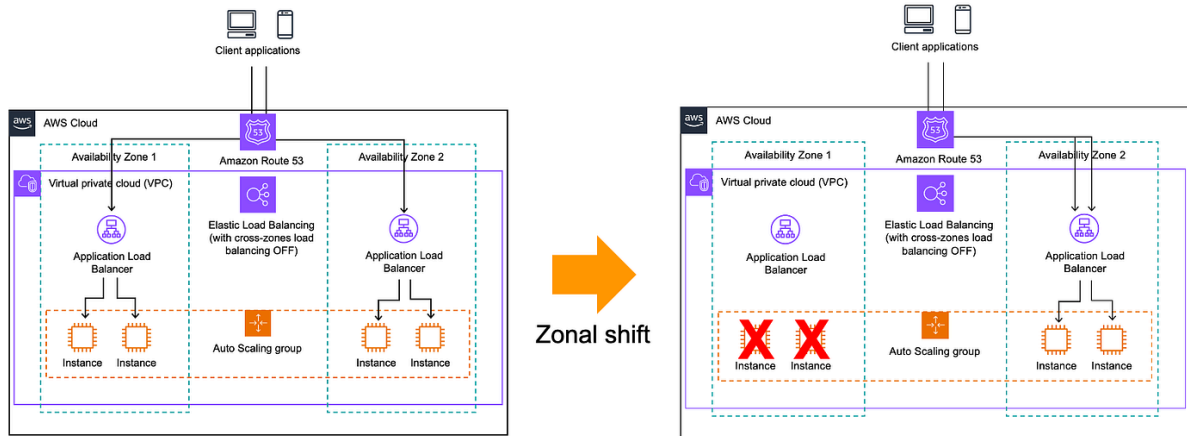 Client applications
aws
AWS Cloud
53
Availability Zone 1
Amazon Route 53
Availability Zone 2
Virtual private cloud (VPC)
Elastic Load Balancing
(with cross-zones load
balancing OFF)
Application Load
Balancer
Application Load
Balancer
Instance
Instance
Auto Scaling group
Instance
Instance
Zonal shift
Client applications
aws
AWS Cloud
53
Availability Zone 1
Amazon Route 53
Availability Zone 2
Virtual private cloud (VPC)
Elastic Load Balancing
(with cross-zones load
balancing OFF)
Application Load
Balancer
Application Load
Balancer
Instance
Instance
Auto Scaling group
Instance
Instance